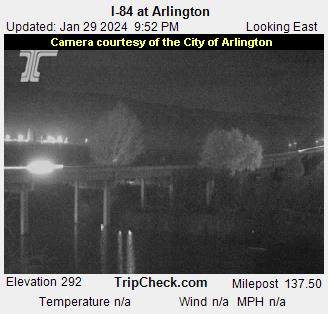 I-84 at Arlington
Updated: Jan 29 2024 9:52 PM Looking East
Camera courtesy of the City of Arlington
Elevation 292 TripCheck.com Milepost 137.50
Temperature n/a Wind n/a MPH n/a